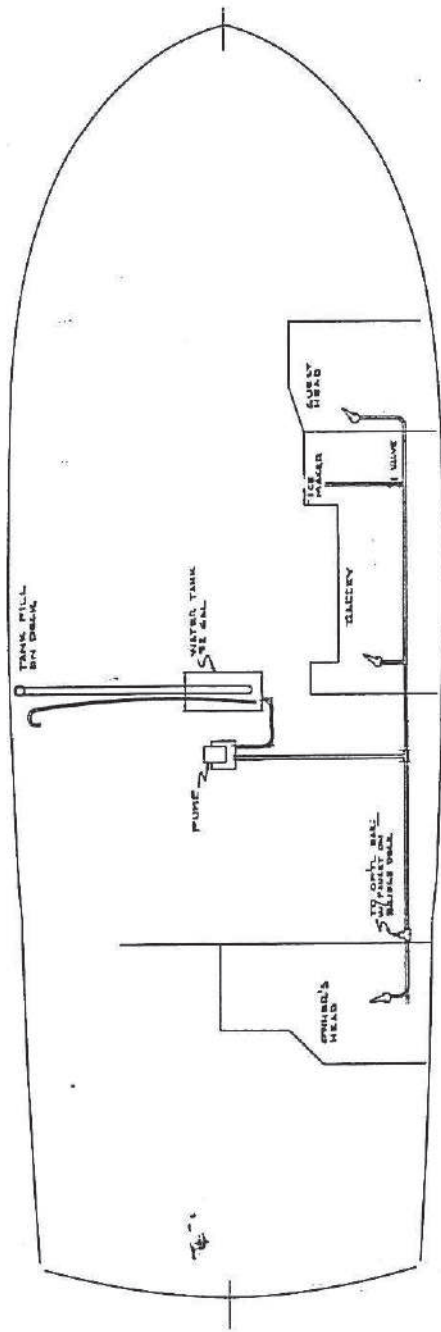 TANK FILL
ON DECK
WATER TANK
GAL.
PUMP
GUEST
HEAD
ICE
MAKER
VALVE
GALLEY
TO OPT'L BAR
W/ FAUCET ON
BRIDGE DECK
OWNER'S
HEAD